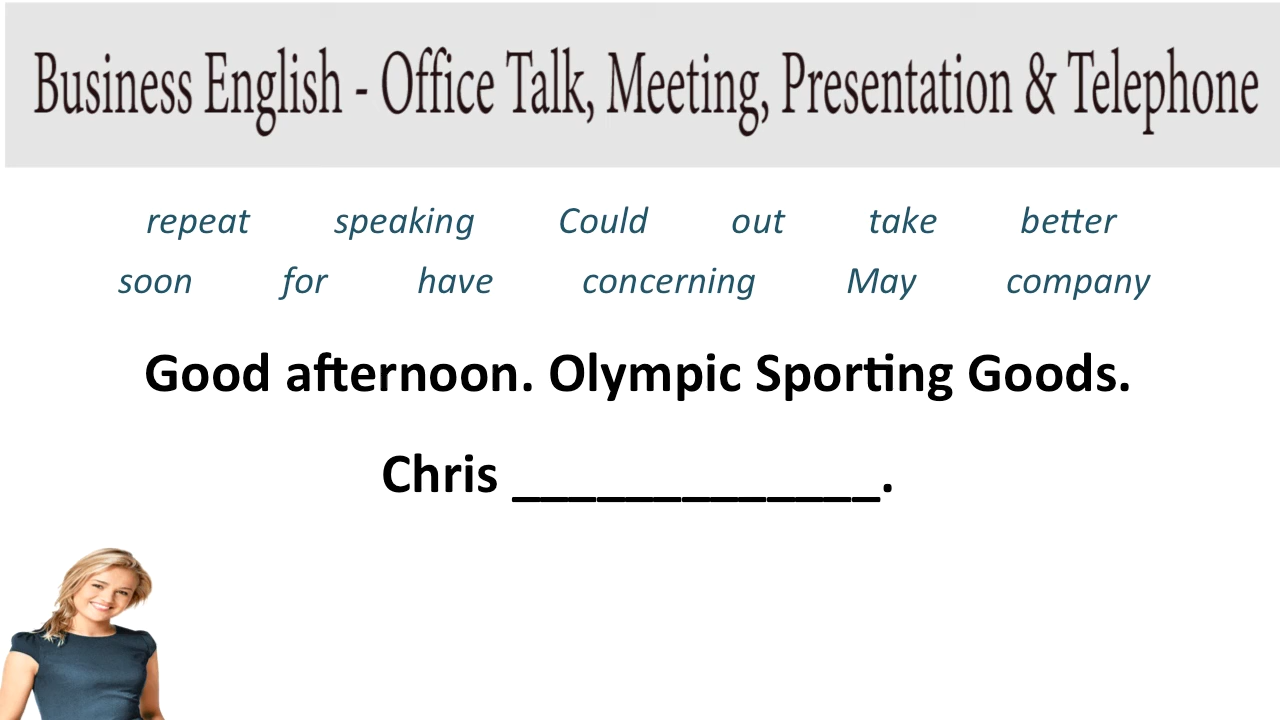 Business English - Office Talk, Meeting, Presentation & Telephone
repeat speaking Could out take better
soon for have concerning May company
Good afternoon. Olympic Sporting Goods.
Chris _____________.